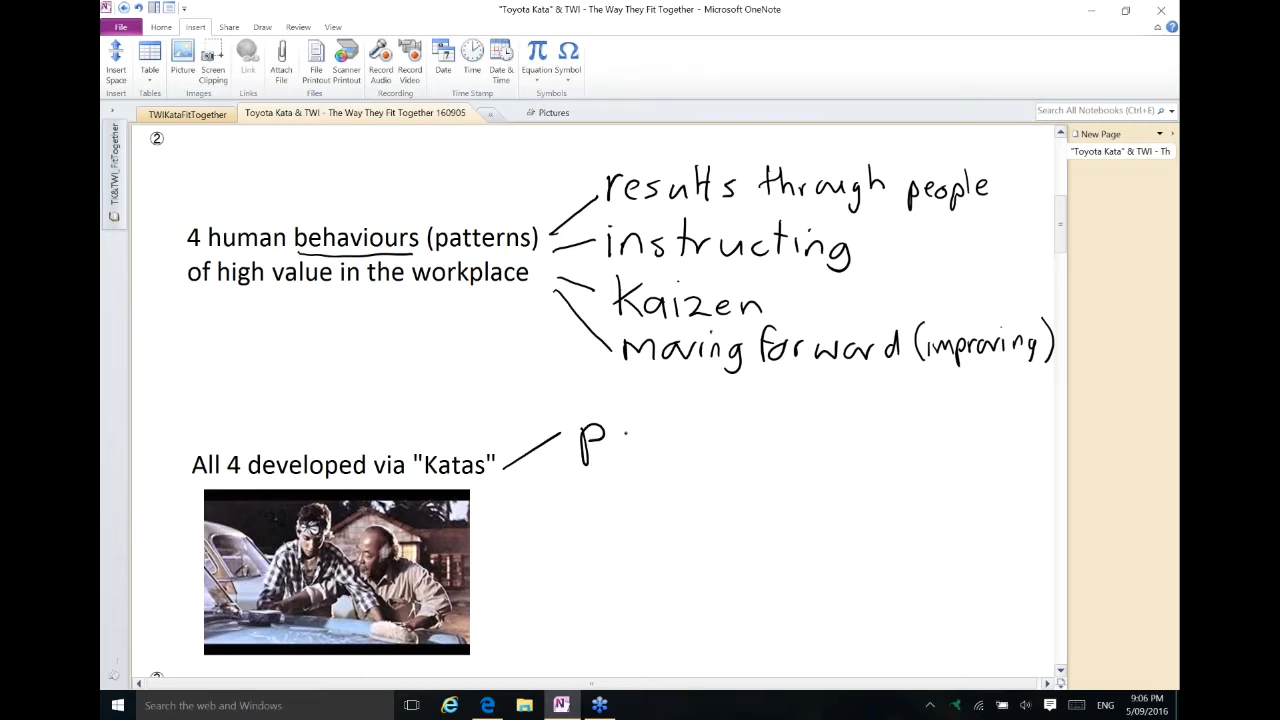 "Toyota Kata" & TWI - The Way They Fit Together - Microsoft OneNote
File Home Insert Share Draw Review View
Insert Space
Table
Picture
Screen Clipping
Link
Attach File
File Printout
Scanner Printout
Record Audio
Record Video
Date
Time
Date & Time
Equation
Symbol
Insert Tables Images Links Files Recording Time Stamp Symbols
TWIKataFitTogether
Toyota Kata & TWI - The Way They Fit Together 160905
Pictures
Search All Notebooks (Ctrl+E)
New Page
"Toyota Kata" & TWI - Th
TK&TWI_FitTogether
②
4 human behaviours (patterns)
of high value in the workplace
results through people
instructing
Kaizen
moving forward (improving)
All 4 developed via "Katas"
p
Search the web and Windows
ENG
9:06 PM
5/09/2016